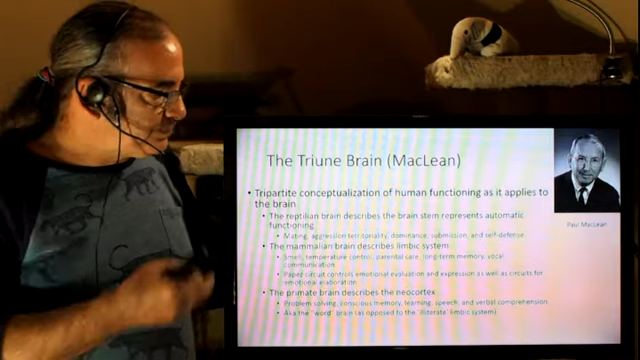 The Triune Brain (MacLean)
• Tripartite conceptualization of human functioning as it applies to
the brain
• The reptilian brain describes the brain stem represents automatic
functioning
• Mating, aggression territoriality, dominance, submission, and self-defense
• The mammalian brain describes limbic system
• Smell, temperature control, parental care, long-term memory, vocal
communication
• Papez circuit controls emotional evaluation and expression as well as circuits for
emotional elaboration
• The primate brain describes the neocortex
• Problem solving, conscious memory, learning, speech, and verbal comprehension
• Aka the "word" brain (as opposed to the "illiterate" limbic system)
Paul MacLean